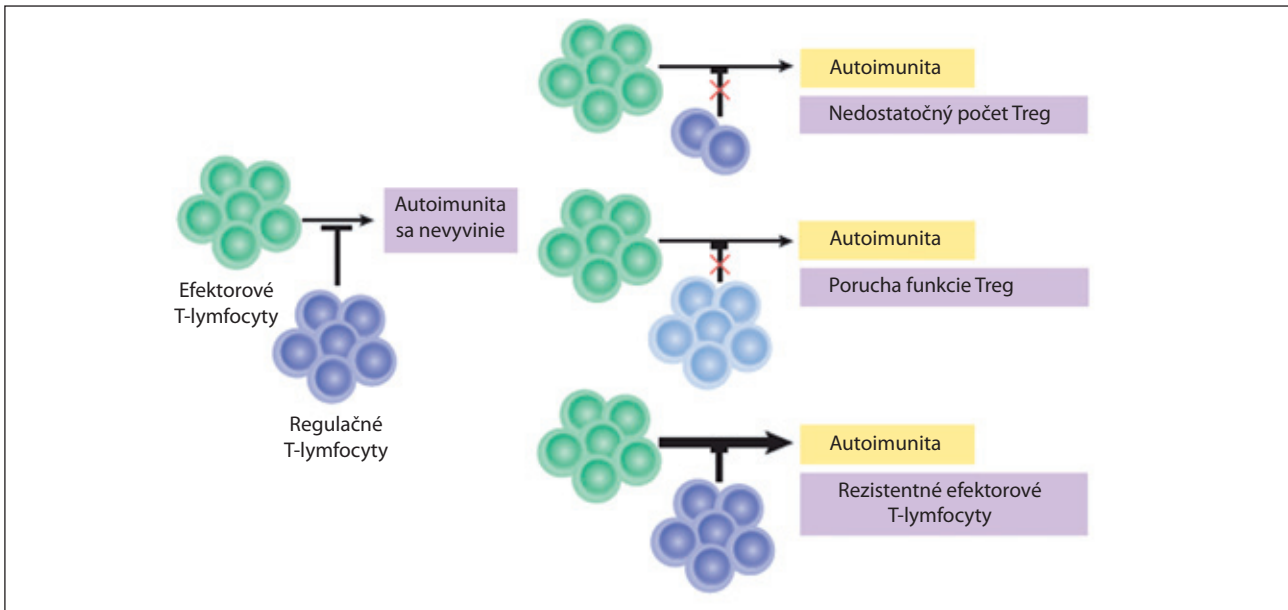 Efektorové
T-lymfocyty
Regulačné
T-lymfocyty
Autoimunita
sa nevyvinie
Autoimunita
Nedostatočný počet Treg
Autoimunita
Porucha funkcie Treg
Autoimunita
Rezistentné efektorové
T-lymfocyty